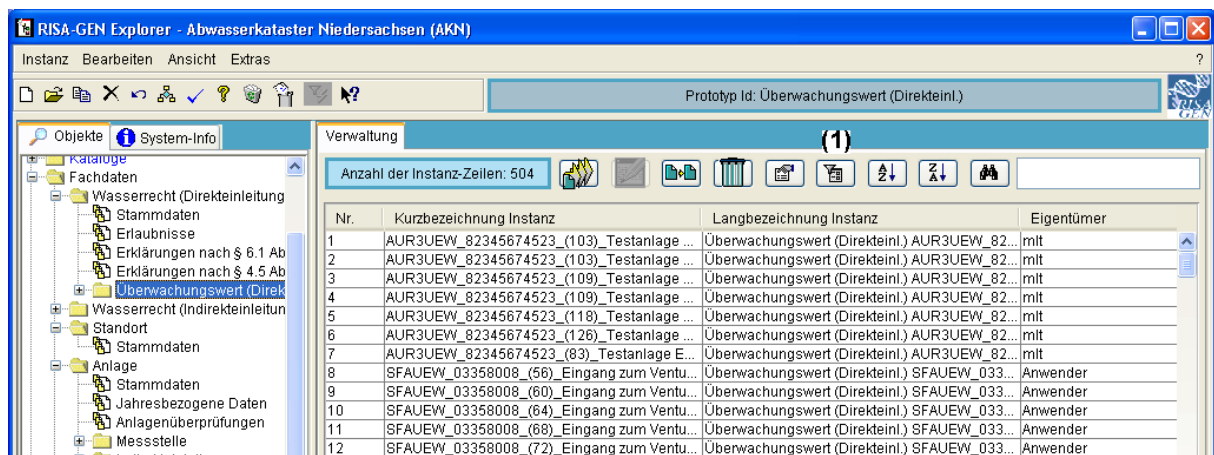 RISA-GEN Explorer - Abwasserkataster Niedersachsen (AKN)
Instanz Bearbeiten Ansicht Extras ?
Prototyp Id: Überwachungswert (Direkteinl.)
RISA GEN
Objekte System-Info
Verwaltung
(1)
Anzahl der Instanz-Zeilen: 504
Kataloge
Fachdaten
Wasserrecht (Direkteinleitung
Stammdaten
Erlaubnisse
Erklärungen nach § 6.1 Ab
Erklärungen nach § 4.5 Ab
Überwachungswert (Direk
Wasserrecht (Indirekteinleitun
Standort
Stammdaten
Anlage
Stammdaten
Jahresbezogene Daten
Anlagenüberprüfungen
Messstelle
Nr. Kurzbezeichnung Instanz Langbezeichnung Instanz Eigentümer
1 AUR3UEW_82345674523_(103)_Testanlage ... Überwachungswert (Direkteinl.) AUR3UEW_82... mlt
2 AUR3UEW_82345674523_(103)_Testanlage ... Überwachungswert (Direkteinl.) AUR3UEW_82... mlt
3 AUR3UEW_82345674523_(109)_Testanlage ... Überwachungswert (Direkteinl.) AUR3UEW_82... mlt
4 AUR3UEW_82345674523_(109)_Testanlage ... Überwachungswert (Direkteinl.) AUR3UEW_82... mlt
5 AUR3UEW_82345674523_(118)_Testanlage ... Überwachungswert (Direkteinl.) AUR3UEW_82... mlt
6 AUR3UEW_82345674523_(126)_Testanlage ... Überwachungswert (Direkteinl.) AUR3UEW_82... mlt
7 AUR3UEW_82345674523_(83)_Testanlage E... Überwachungswert (Direkteinl.) AUR3UEW_82... mlt
8 SFAUEW_03358008_(56)_Eingang zum Ventu... Überwachungswert (Direkteinl.) SFAUEW_033... Anwender
9 SFAUEW_03358008_(60)_Eingang zum Ventu... Überwachungswert (Direkteinl.) SFAUEW_033... Anwender
10 SFAUEW_03358008_(64)_Eingang zum Ventu... Überwachungswert (Direkteinl.) SFAUEW_033... Anwender
11 SFAUEW_03358008_(68)_Eingang zum Ventu... Überwachungswert (Direkteinl.) SFAUEW_033... Anwender
12 SFAUEW_03358008_(72)_Eingang zum Ventu... Überwachungswert (Direkteinl.) SFAUEW_033... Anwender